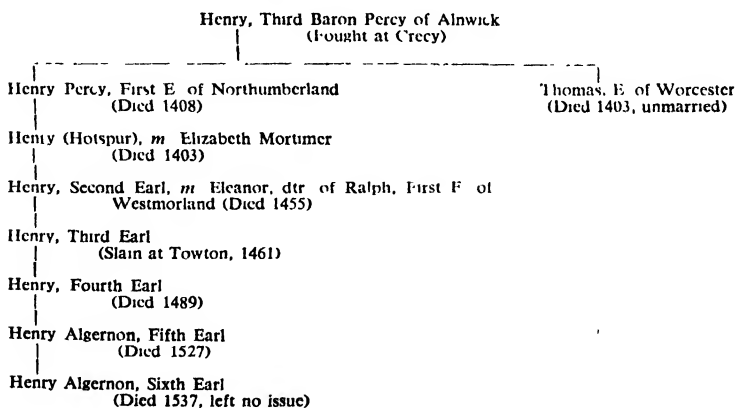 Henry, Third Baron Percy of Alnwick
(Fought at Crecy)
Henry Percy, First E of Northumberland
(Died 1408)
Thomas, E of Worcester
(Died 1403, unmarried)
Henry (Hotspur), m Elizabeth Mortimer
(Died 1403)
Henry, Second Earl, m Eleanor, dtr of Ralph, First E of
Westmorland (Died 1455)
Henry, Third Earl
(Slain at Towton, 1461)
Henry, Fourth Earl
(Died 1489)
Henry Algernon, Fifth Earl
(Died 1527)
Henry Algernon, Sixth Earl
(Died 1537, left no issue)